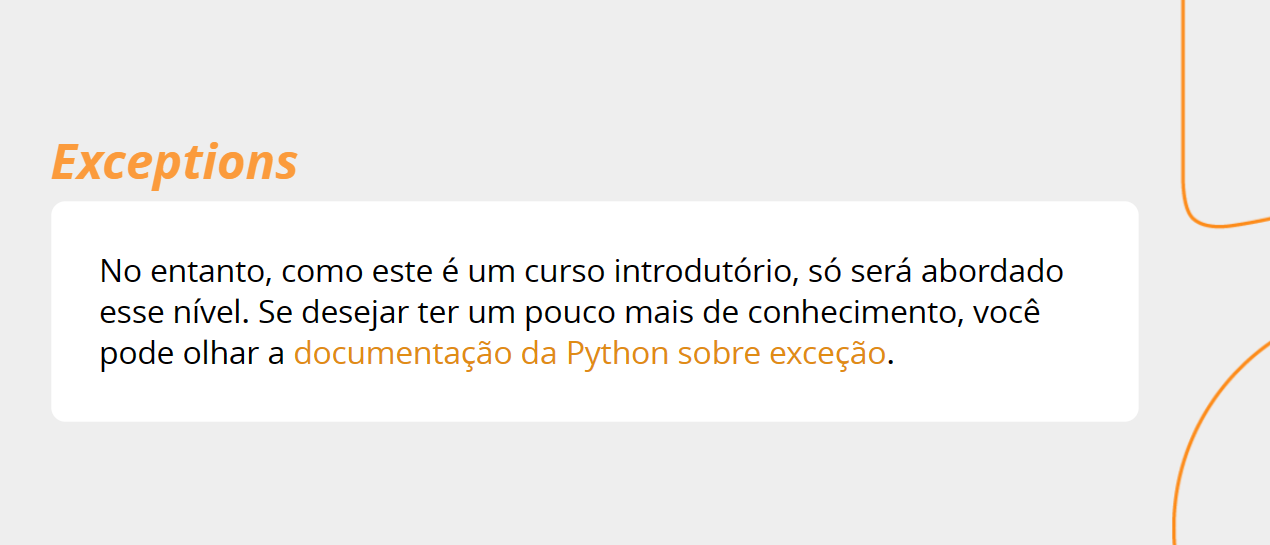 Exceptions
No entanto, como este é um curso introdutório, só será abordado
esse nível. Se desejar ter um pouco mais de conhecimento, você
pode olhar a documentação da Python sobre exceção.